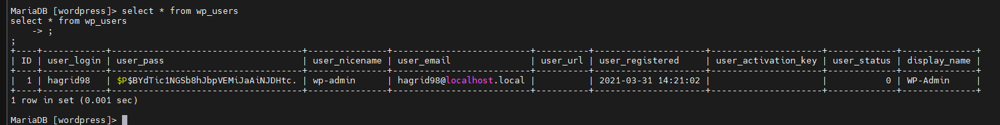 MariaDB [wordpress]> select * from wp_users
select * from wp_users
    -> ;
;
+----+------------+------------------------------------+---------------+--------------------------+----------+---------------------+---------------------+-------------+--------------+
| ID | user_login | user_pass                          | user_nicename | user_email               | user_url | user_registered     | user_activation_key | user_status | display_name |
+----+------------+------------------------------------+---------------+--------------------------+----------+---------------------+---------------------+-------------+--------------+
|  1 | hagrid98   | $P$BYdTic1NGSb8hJbpVEMiJaAiNJDHtc. | wp-admin      | hagrid98@localhost.local |          | 2021-03-31 14:21:02 |                     |           0 | WP-Admin     |
+----+------------+------------------------------------+---------------+--------------------------+----------+---------------------+---------------------+-------------+--------------+
1 row in set (0.001 sec)
MariaDB [wordpress]>